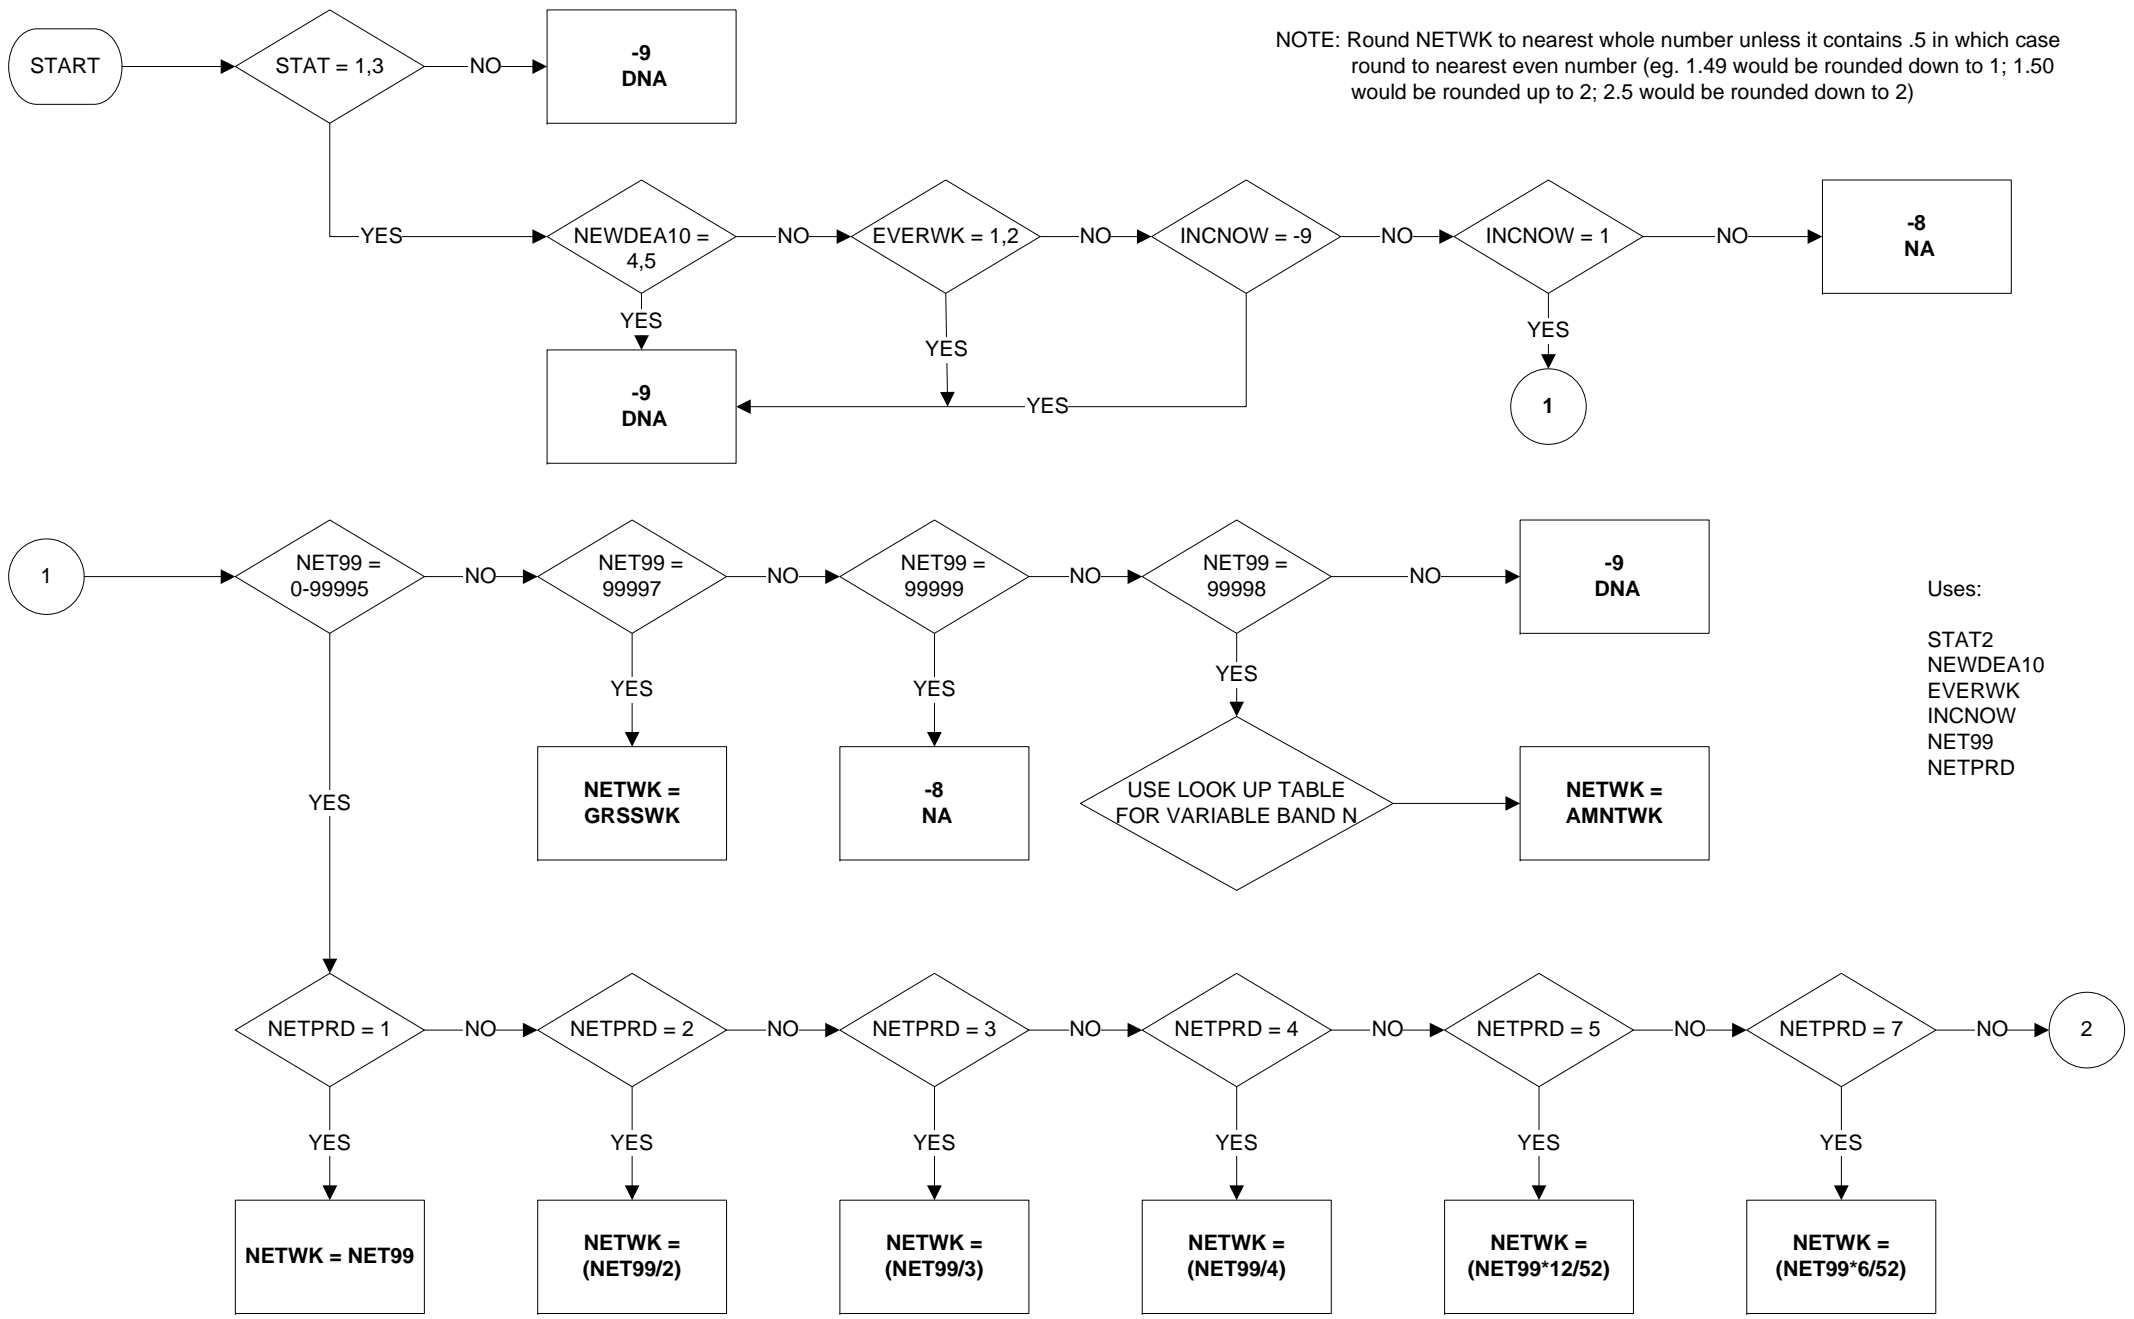 START
STAT = 1,3
NO
-9
DNA
NOTE: Round NETWK to nearest whole number unless it contains .5 in which case
round to nearest even number (eg. 1.49 would be rounded down to 1; 1.50
would be rounded up to 2; 2.5 would be rounded down to 2)
YES
NEWDEA10 =
4,5
NO
EVERWK = 1,2
NO
INCNOW = -9
NO
INCNOW = 1
NO
-8
NA
YES
YES
YES
-9
DNA
YES
1
1
NET99 =
0-99995
NO
NET99 =
99997
NO
NET99 =
99999
NO
NET99 =
99998
NO
-9
DNA
Uses:
STAT2
NEWDEA10
EVERWK
INCNOW
NET99
NETPRD
YES
YES
YES
YES
NETWK =
GRSSWK
-8
NA
USE LOOK UP TABLE
FOR VARIABLE BAND N
NETWK =
AMNTWK
NETPRD = 1
NO
NETPRD = 2
NO
NETPRD = 3
NO
NETPRD = 4
NO
NETPRD = 5
NO
NETPRD = 7
NO
2
YES
YES
YES
YES
YES
YES
NETWK = NET99
NETWK =
(NET99/2)
NETWK =
(NET99/3)
NETWK =
(NET99/4)
NETWK =
(NET99*12/52)
NETWK =
(NET99*6/52)